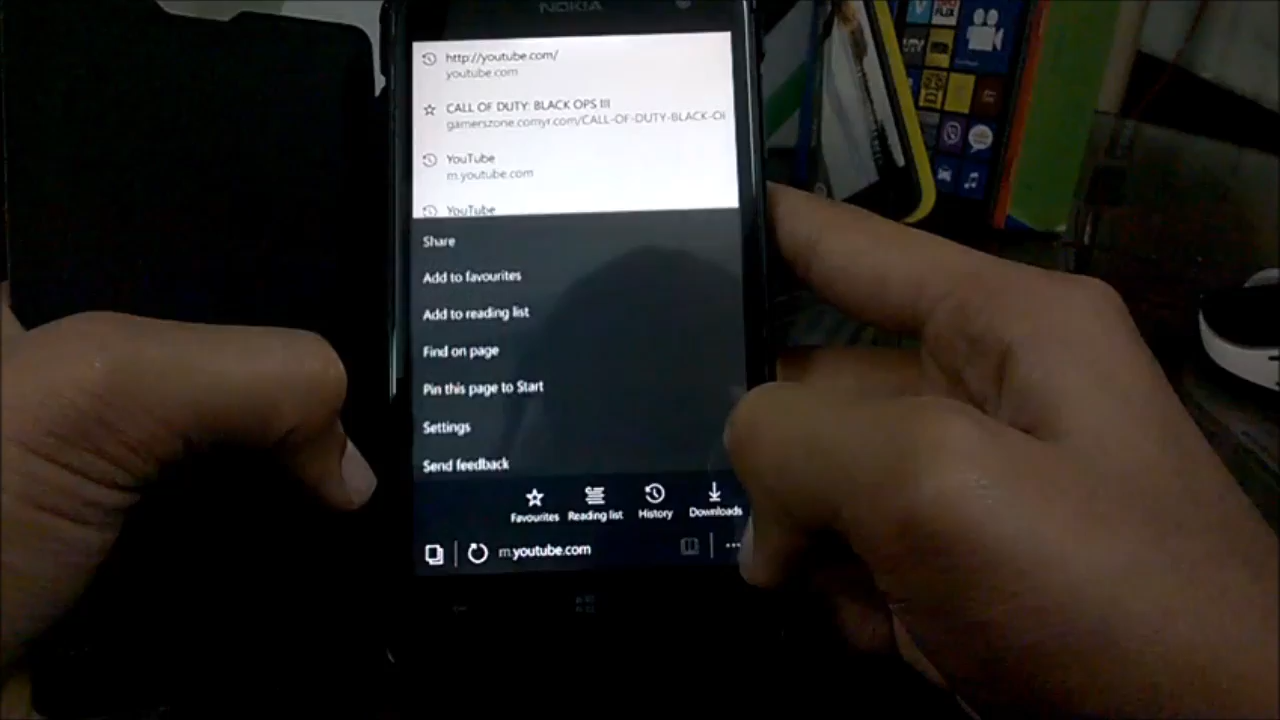 NOKIA
http://youtube.com/
youtube.com
CALL OF DUTY: BLACK OPS III
gamerszone.comyr.com/CALL-OF-DUTY-BLACK-OI
YouTube
m.youtube.com
YouTube
Share
Add to favourites
Add to reading list
Find on page
Pin this page to Start
Settings
Send feedback
Favourites
Reading list
History
Downloads
m.youtube.com